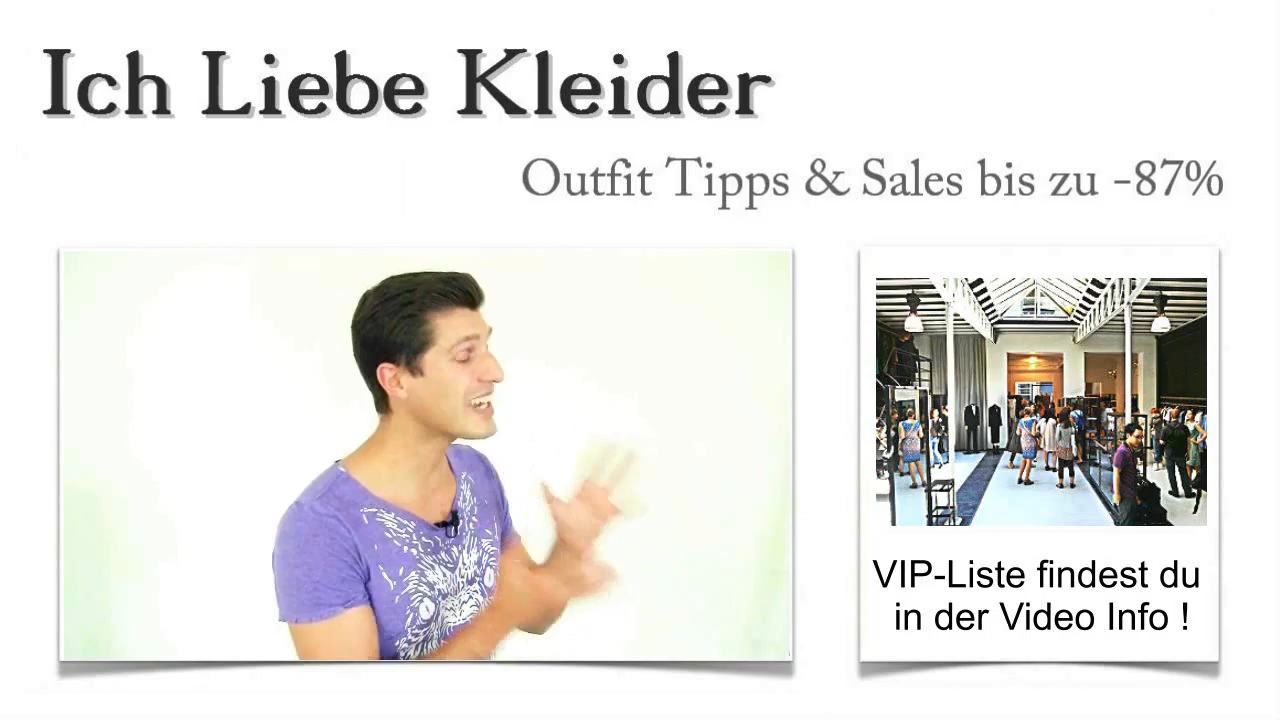 Ich Liebe Kleider
Outfit Tipps & Sales bis zu -87%
VIP-Liste findest du
in der Video Info !